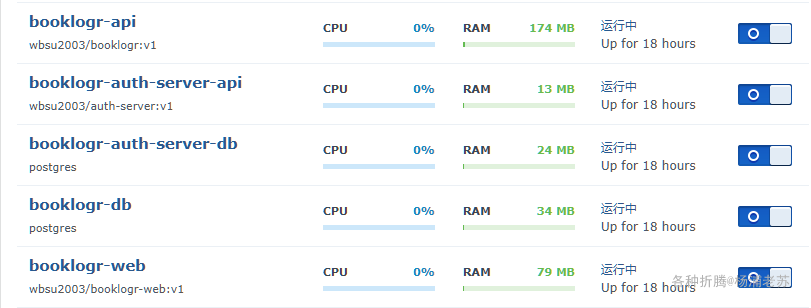 booklogr-api
wbsu2003/booklogr:v1
CPU 0%
RAM 174 MB
运行中
Up for 18 hours
booklogr-auth-server-api
wbsu2003/auth-server:v1
CPU 0%
RAM 13 MB
运行中
Up for 18 hours
booklogr-auth-server-db
postgres
CPU 0%
RAM 24 MB
运行中
Up for 18 hours
booklogr-db
postgres
CPU 0%
RAM 34 MB
运行中
Up for 18 hours
booklogr-web
wbsu2003/booklogr-web:v1
CPU 0%
RAM 79 MB
运行中
Up for 18 hours
各种折腾@杨浦老苏